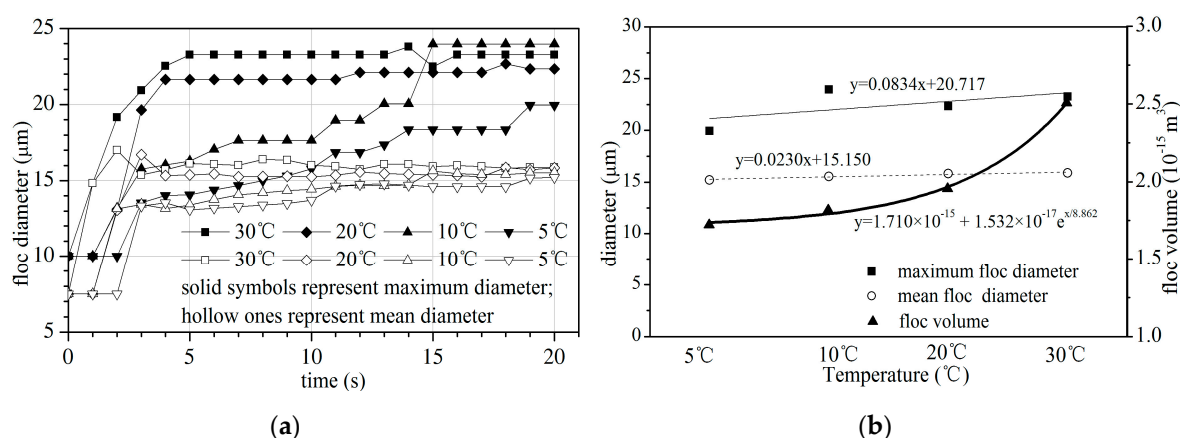 25
20
15
10
5
floc diameter (μm)
30℃ 20℃ 10℃ 5℃
30℃ 20℃ 10℃ 5℃
solid symbols represent maximum diameter;
hollow ones represent mean diameter
0 5 10 15 20
time (s)
(a)
30
25
20
15
10
5
0
diameter (μm)
y=0.0834x+20.717
y=0.0230x+15.150
y=1.710×10⁻¹⁵ + 1.532×10⁻¹⁷eˣ/⁸·⁸⁶²
maximum floc diameter
mean floc diameter
floc volume
5℃ 10℃ 20℃ 30℃
Temperature (℃)
3.0
2.5
2.0
1.5
1.0
floc volume (10⁻¹⁵ m³)
(b)